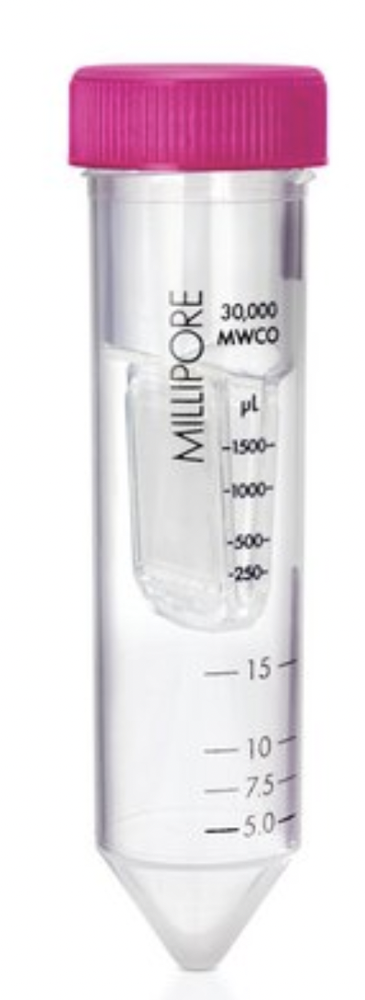 MILLIPORE
30,000
MWCO
µL
-1500-
-1000-
-500-
-250-
— 15 —
— 10 —
— 7.5 —
— 5.0 —